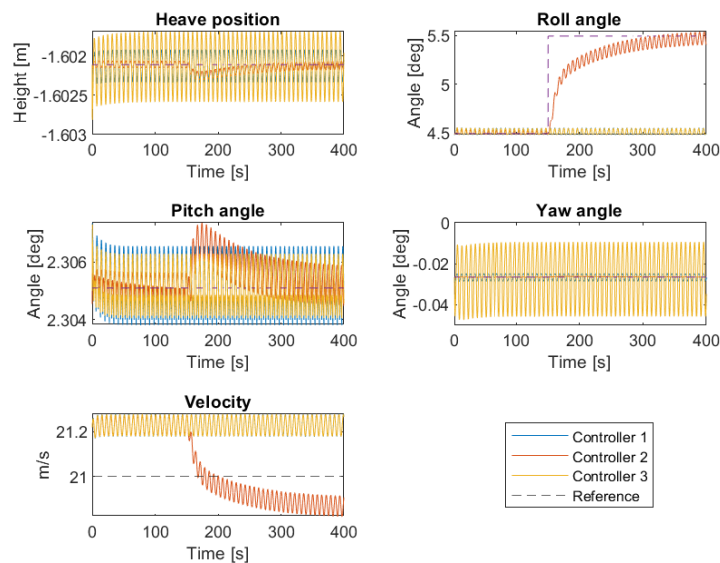 Heave position
Roll angle
Height [m]
-1.602
-1.6025
-1.603
0 100 200 300 400
Time [s]
Angle [deg]
5.5
5
4.5
0 100 200 300 400
Time [s]
Pitch angle
Yaw angle
Angle [deg]
2.306
2.304
0 100 200 300 400
Time [s]
Angle [deg]
0
-0.02
-0.04
0 100 200 300 400
Time [s]
Velocity
m/s
21.2
21
0 100 200 300 400
Time [s]
Controller 1
Controller 2
Controller 3
Reference